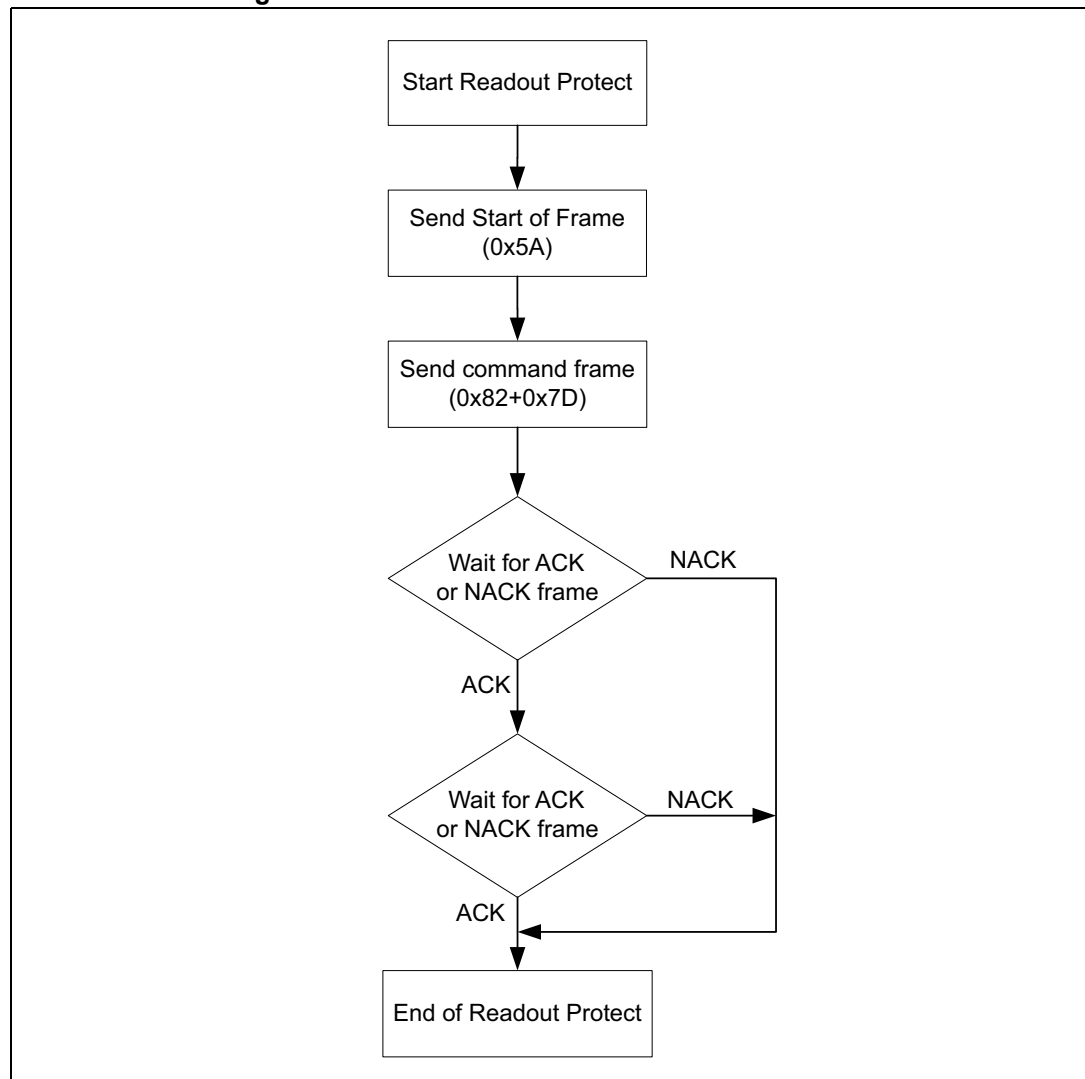 Start Readout Protect
Send Start of Frame
(0x5A)
Send command frame
(0x82+0x7D)
Wait for ACK
or NACK frame
NACK
ACK
Wait for ACK
or NACK frame
NACK
ACK
End of Readout Protect